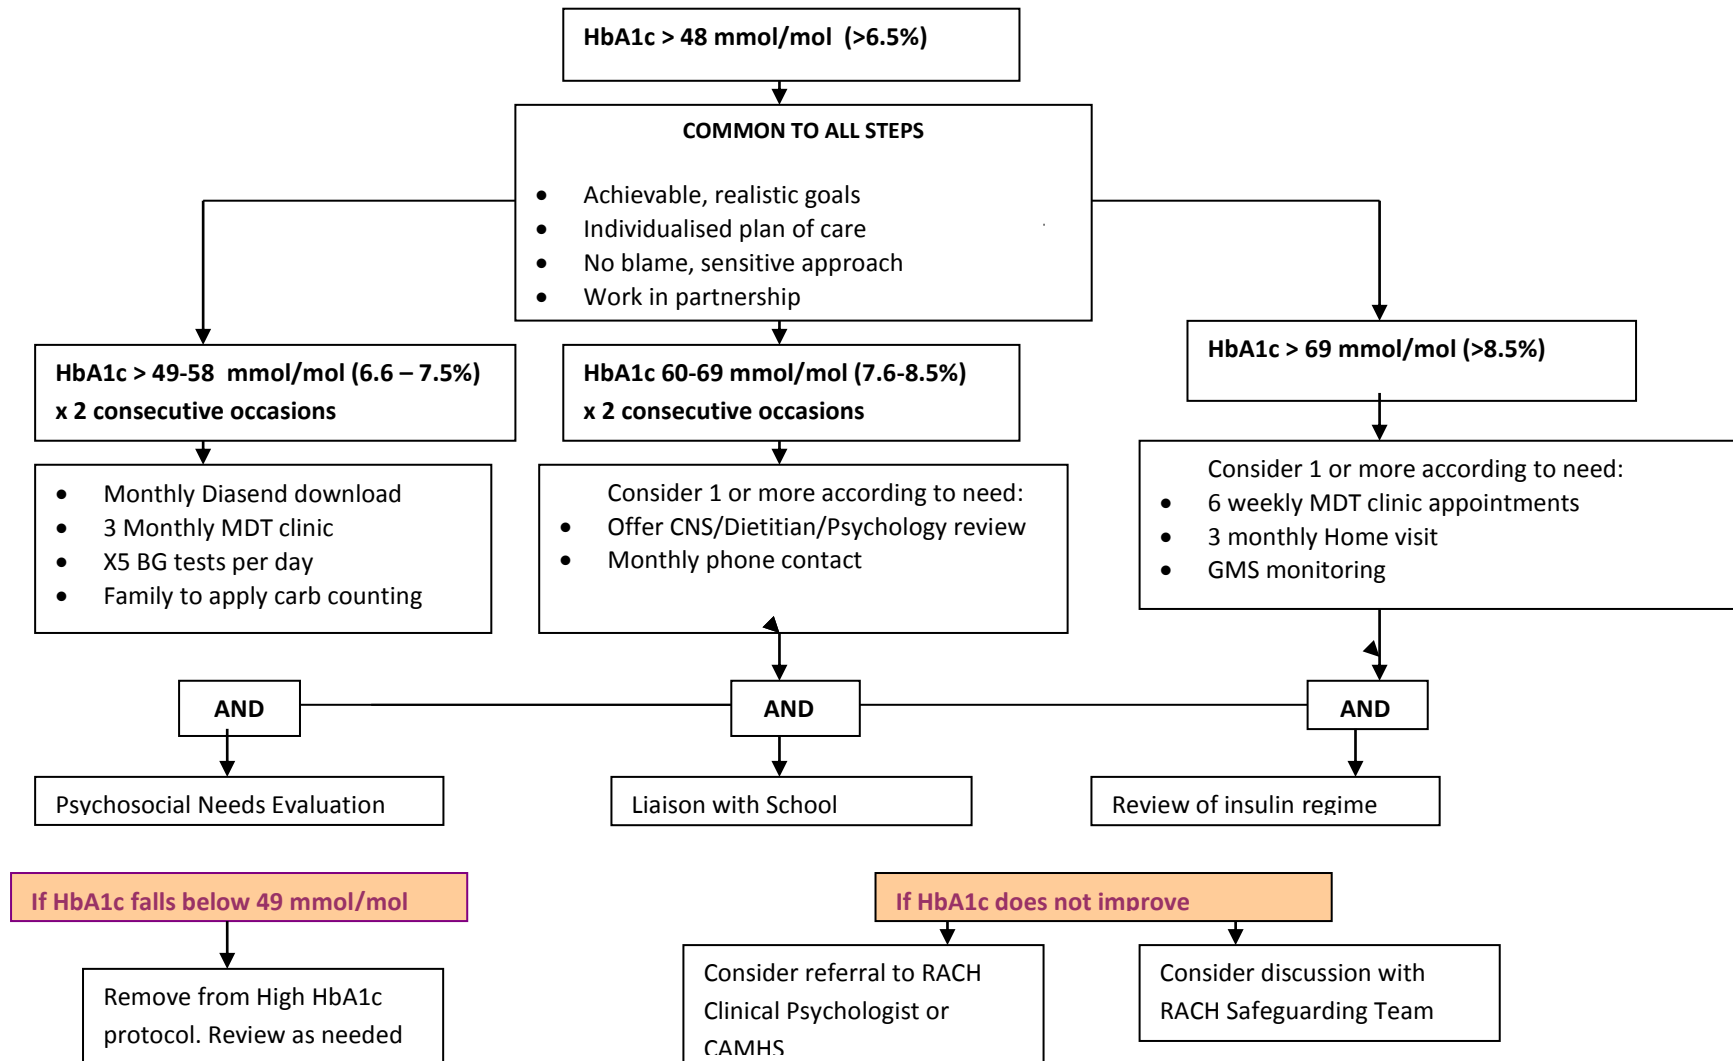 HbA1c > 48 mmol/mol (>6.5%)
COMMON TO ALL STEPS
• Achievable, realistic goals
• Individualised plan of care
• No blame, sensitive approach
• Work in partnership
HbA1c > 49-58 mmol/mol (6.6 – 7.5%)
x 2 consecutive occasions
HbA1c 60-69 mmol/mol (7.6-8.5%)
x 2 consecutive occasions
HbA1c > 69 mmol/mol (>8.5%)
• Monthly Diasend download
• 3 Monthly MDT clinic
• X5 BG tests per day
• Family to apply carb counting
Consider 1 or more according to need:
• Offer CNS/Dietitian/Psychology review
• Monthly phone contact
Consider 1 or more according to need:
• 6 weekly MDT clinic appointments
• 3 monthly Home visit
• GMS monitoring
AND
AND
AND
Psychosocial Needs Evaluation
Liaison with School
Review of insulin regime
If HbA1c falls below 49 mmol/mol
Remove from High HbA1c
protocol. Review as needed
If HbA1c does not improve
Consider referral to RACH
Clinical Psychologist or
CAMHS
Consider discussion with
RACH Safeguarding Team